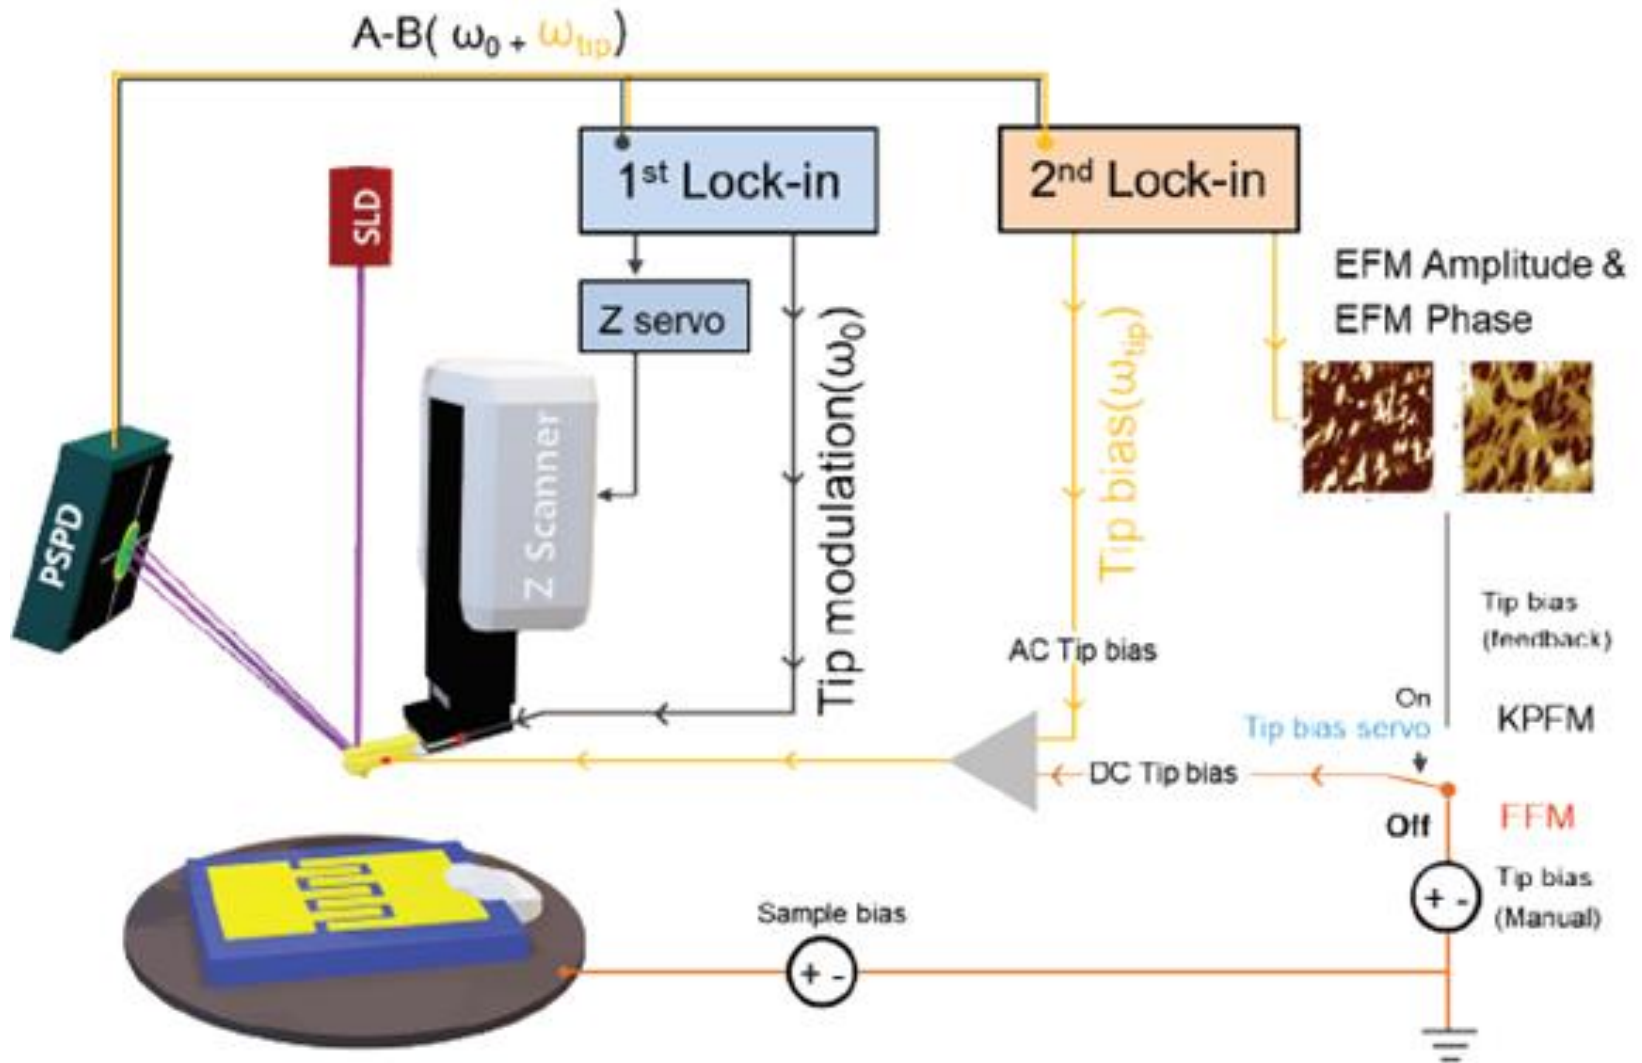 A-B( ω0 + ωtip)
1st Lock-in
2nd Lock-in
SLD
Z servo
EFM Amplitude &
EFM Phase
Z Scanner
Tip modulation(ω0)
Tip bias(ωtip)
PSPD
AC Tip bias
Tip bias
(feedback)
On
KPFM
Tip bias servo
DC Tip bias
Off
FFM
Tip bias
(Manual)
+ -
Sample bias
+ -